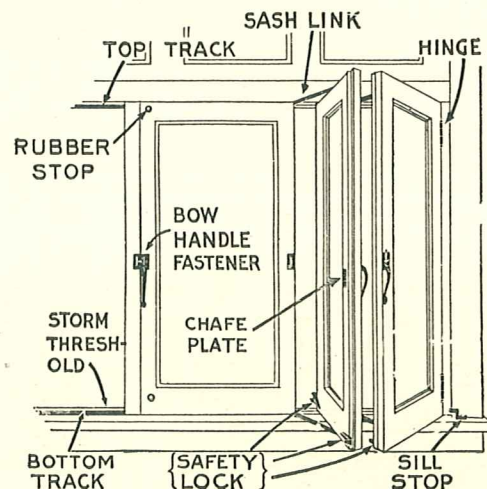 SASH LINK
TOP TRACK
HINGE
RUBBER
STOP
BOW
HANDLE
FASTENER
STORM
THRESH-
OLD
CHAFE
PLATE
BOTTOM
TRACK
{SAFETY}
{LOCK}
SILL
STOP